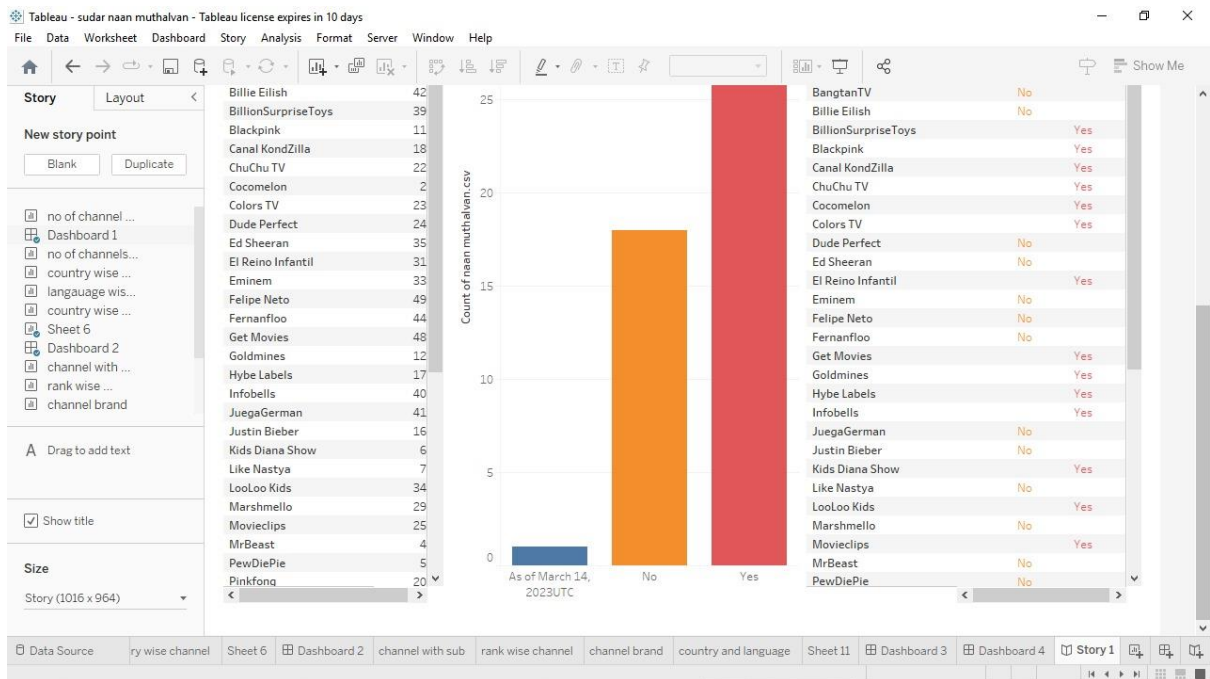 Tableau - sudar naan muthalvan - Tableau license expires in 10 days
File Data Worksheet Dashboard Story Analysis Format Server Window Help
Show Me
Story Layout
New story point
Blank Duplicate
no of channel ...
Dashboard 1
no of channels...
country wise ...
langauage wis...
country wise ...
Sheet 6
Dashboard 2
channel with ...
rank wise ...
channel brand
A Drag to add text
Show title
Size
Story (1016 x 964)
Billie Eilish 42
BillionSurpriseToys 39
Blackpink 11
Canal KondZilla 18
ChuChu TV 22
Cocomelon 2
Colors TV 23
Dude Perfect 24
Ed Sheeran 35
El Reino Infantil 31
Eminem 33
Felipe Neto 49
Fernanfloo 44
Get Movies 48
Goldmines 12
Hybe Labels 17
Infobells 40
JuegaGerman 41
Justin Bieber 16
Kids Diana Show 6
Like Nastya 7
LooLoo Kids 34
Marshmello 29
Movieclips 25
MrBeast 4
PewDiePie 5
Pinkfong 20
Count of naan muthalvan.csv
25
20
15
10
5
0
As of March 14, 2023UTC
No
Yes
BangtanTV No
Billie Eilish No
BillionSurpriseToys Yes
Blackpink Yes
Canal KondZilla Yes
ChuChu TV Yes
Cocomelon Yes
Colors TV Yes
Dude Perfect No
Ed Sheeran No
El Reino Infantil Yes
Eminem No
Felipe Neto No
Fernanfloo No
Get Movies Yes
Goldmines Yes
Hybe Labels Yes
Infobells Yes
JuegaGerman No
Justin Bieber No
Kids Diana Show Yes
Like Nastya No
LooLoo Kids Yes
Marshmello No
Movieclips Yes
MrBeast No
PewDiePie No
Data Source ry wise channel Sheet 6 Dashboard 2 channel with sub rank wise channel channel brand country and language Sheet 11 Dashboard 3 Dashboard 4 Story 1